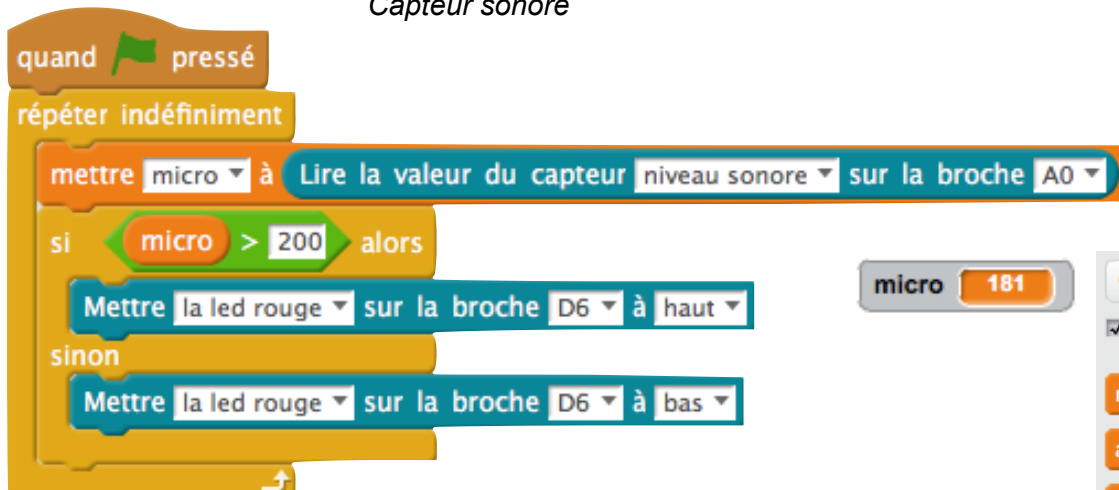 Capteur sonore
quand pressé
répéter indéfiniment
mettre micro à Lire la valeur du capteur niveau sonore sur la broche A0
si micro > 200 alors
micro 181
Mettre la led rouge sur la broche D6 à haut
sinon
Mettre la led rouge sur la broche D6 à bas